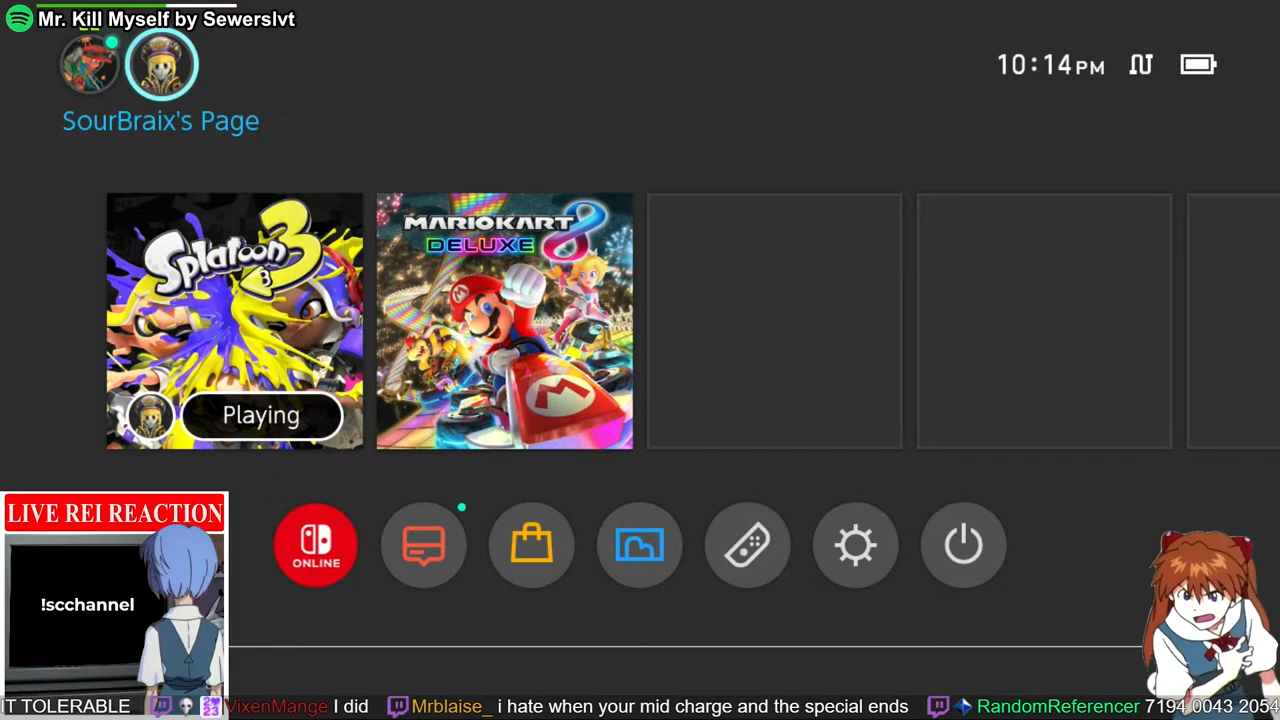 Mr. Kill Myself by Sewerslvt
10:14 PM
SourBraix's Page
Splatoon 3
Playing
MARIOKART 8
DELUXE
ONLINE
LIVE REI REACTION
!scchannel
IT TOLERABLE VixenMange I did Mrblaise_ i hate when your mid charge and the special ends RandomReferencer 7194 0043 2054